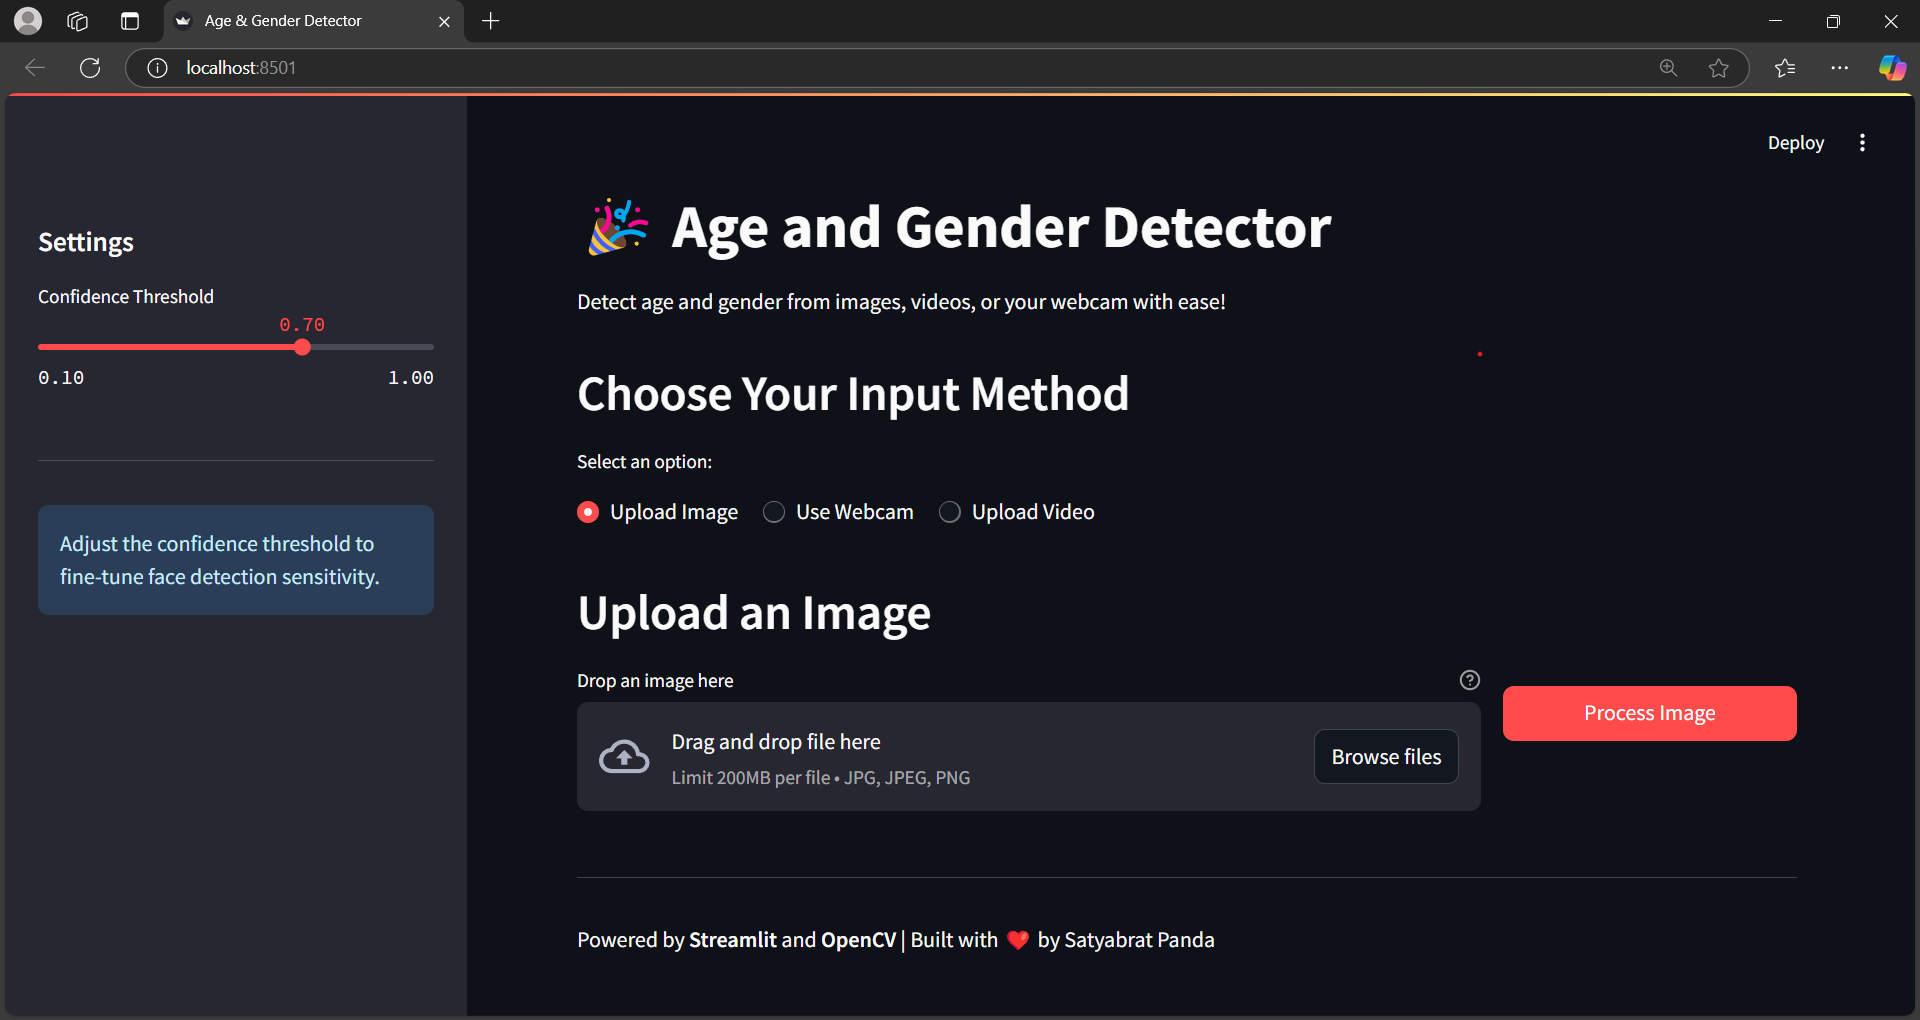 Age & Gender Detector
localhost:8501
Deploy
Settings
Confidence Threshold
0.70
0.10 1.00
Adjust the confidence threshold to
fine-tune face detection sensitivity.
🎉 Age and Gender Detector
Detect age and gender from images, videos, or your webcam with ease!
Choose Your Input Method
Select an option:
Upload Image Use Webcam Upload Video
Upload an Image
Drop an image here
Drag and drop file here
Limit 200MB per file • JPG, JPEG, PNG
Browse files
Process Image
Powered by Streamlit and OpenCV | Built with ❤️ by Satyabrat Panda